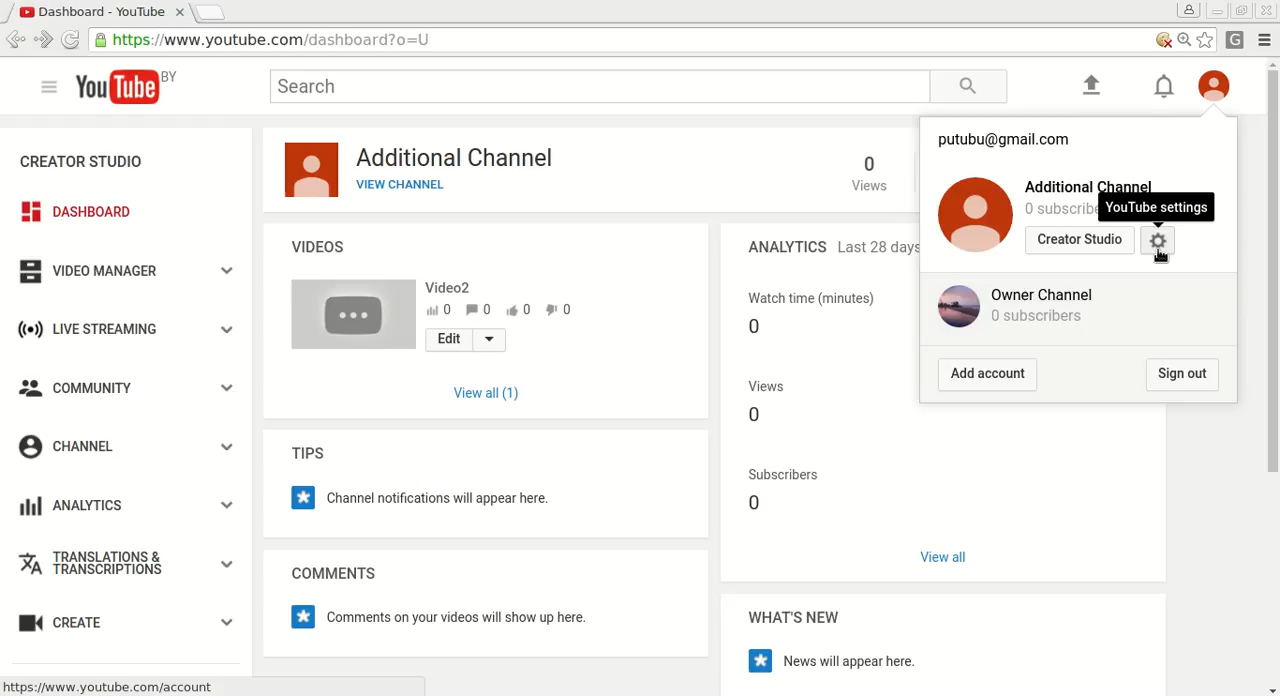 Dashboard - YouTube
https://www.youtube.com/dashboard?o=U
YouTube BY
Search
putubu@gmail.com
Additional Channel
0 subscribe
YouTube settings
Creator Studio
Owner Channel
0 subscribers
Add account
Sign out
CREATOR STUDIO
DASHBOARD
VIDEO MANAGER
LIVE STREAMING
COMMUNITY
CHANNEL
ANALYTICS
TRANSLATIONS &
TRANSCRIPTIONS
CREATE
Additional Channel
VIEW CHANNEL
0
Views
VIDEOS
Video2
0 0 0 0
Edit
View all (1)
TIPS
Channel notifications will appear here.
COMMENTS
Comments on your videos will show up here.
ANALYTICS Last 28 days
Watch time (minutes)
0
Views
0
Subscribers
0
View all
WHAT'S NEW
News will appear here.
https://www.youtube.com/account